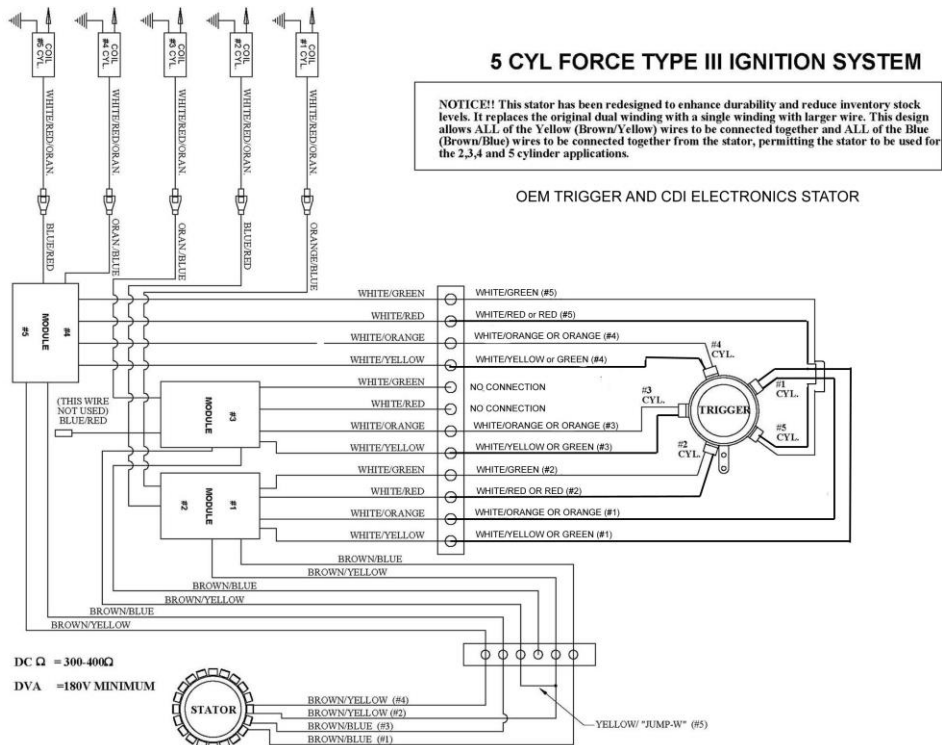 COIL
#5 CYL.
COIL
#4 CYL.
COIL
#3 CYL.
COIL
#2 CYL.
COIL
#1 CYL.
5 CYL FORCE TYPE III IGNITION SYSTEM
NOTICE!! This stator has been redesigned to enhance durability and reduce inventory stock
levels. It replaces the original dual winding with a single winding with larger wire. This design
allows ALL of the Yellow (Brown/Yellow) wires to be connected together and ALL of the Blue
(Brown/Blue) wires to be connected together from the stator, permitting the stator to be used for
the 2,3,4 and 5 cylinder applications.
OEM TRIGGER AND CDI ELECTRONICS STATOR
WHITE/RED/ORAN.
WHITE/RED/ORAN.
WHITE/RED/ORAN.
WHITE/RED/ORAN.
WHITE/RED/ORAN.
BLUE/RED
ORAN./BLUE
ORAN./BLUE
BLUE/RED
ORANGE/BLUE
#4
MODULE
#5
WHITE/GREEN
WHITE/GREEN (#5)
WHITE/RED
WHITE/RED or RED (#5)
WHITE/ORANGE
WHITE/ORANGE OR ORANGE (#4)
WHITE/YELLOW
WHITE/YELLOW or GREEN (#4)
#4
CYL.
WHITE/GREEN
NO CONNECTION
WHITE/RED
NO CONNECTION
#3
CYL.
#1
CYL.
TRIGGER
(THIS WIRE
NOT USED)
BLUE/RED
#3
MODULE
WHITE/ORANGE
WHITE/ORANGE OR ORANGE (#3)
WHITE/YELLOW
WHITE/YELLOW OR GREEN (#3)
#5
CYL.
#2
CYL.
WHITE/GREEN
WHITE/GREEN (#2)
WHITE/RED
WHITE/RED OR RED (#2)
#1
MODULE
#2
WHITE/ORANGE
WHITE/ORANGE OR ORANGE (#1)
WHITE/YELLOW
WHITE/YELLOW OR GREEN (#1)
BROWN/BLUE
BROWN/YELLOW
BROWN/BLUE
BROWN/YELLOW
BROWN/BLUE
BROWN/YELLOW
DC Ω = 300-400Ω
DVA =180V MINIMUM
STATOR
BROWN/YELLOW (#4)
BROWN/YELLOW (#2)
BROWN/BLUE (#3)
BROWN/BLUE (#1)
YELLOW/ "JUMP-W" (#5)